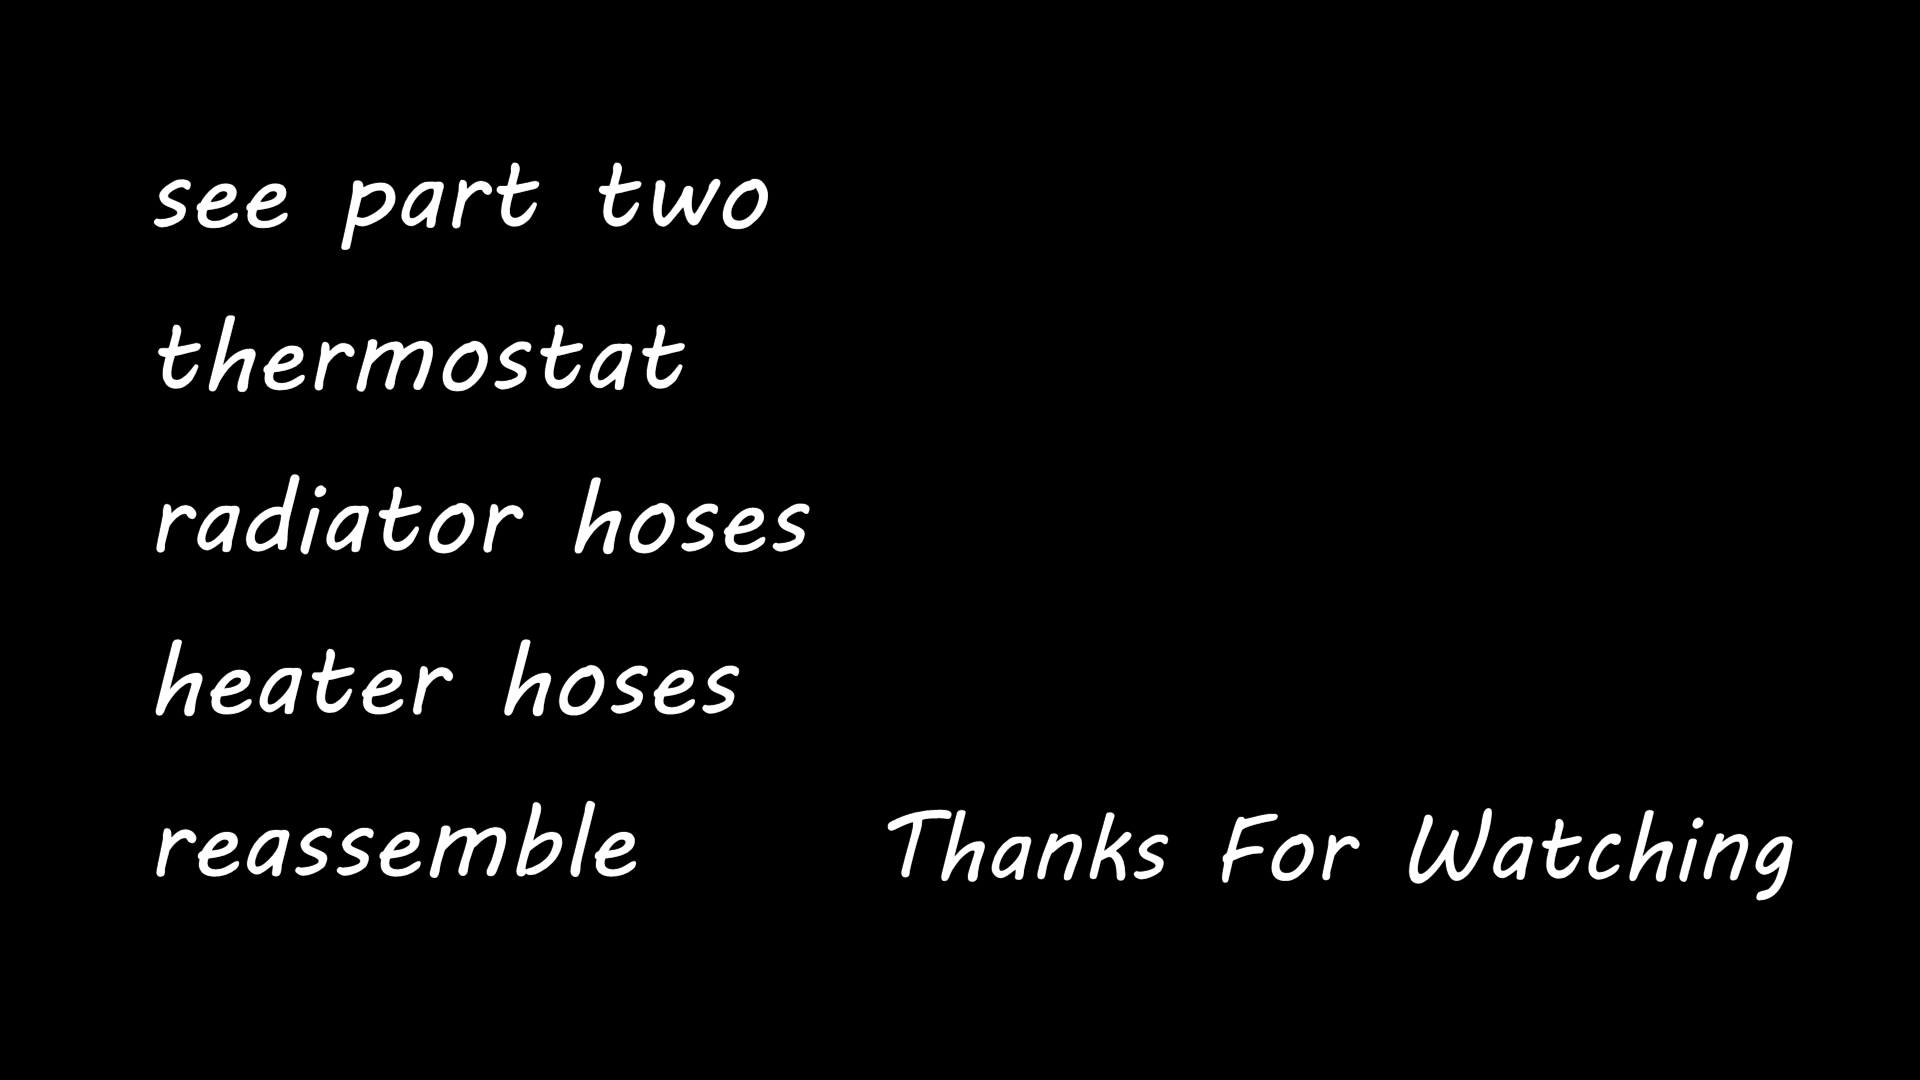 see part two
thermostat
radiator hoses
heater hoses
reassemble
Thanks For Watching